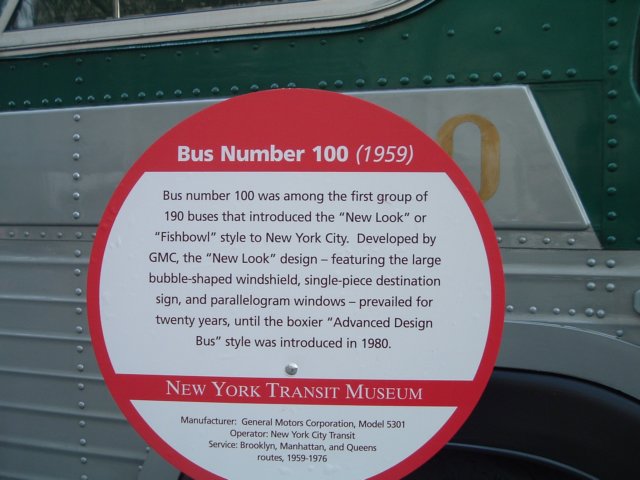 Bus Number 100 (1959)
Bus number 100 was among the first group of
190 buses that introduced the “New Look” or
“Fishbowl” style to New York City. Developed by
GMC, the “New Look” design – featuring the large
bubble-shaped windshield, single-piece destination
sign, and parallelogram windows – prevailed for
twenty years, until the boxier “Advanced Design
Bus” style was introduced in 1980.
NEW YORK TRANSIT MUSEUM
Manufacturer: General Motors Corporation, Model 5301
Operator: New York City Transit
Service: Brooklyn, Manhattan, and Queens
routes, 1959-1976
0